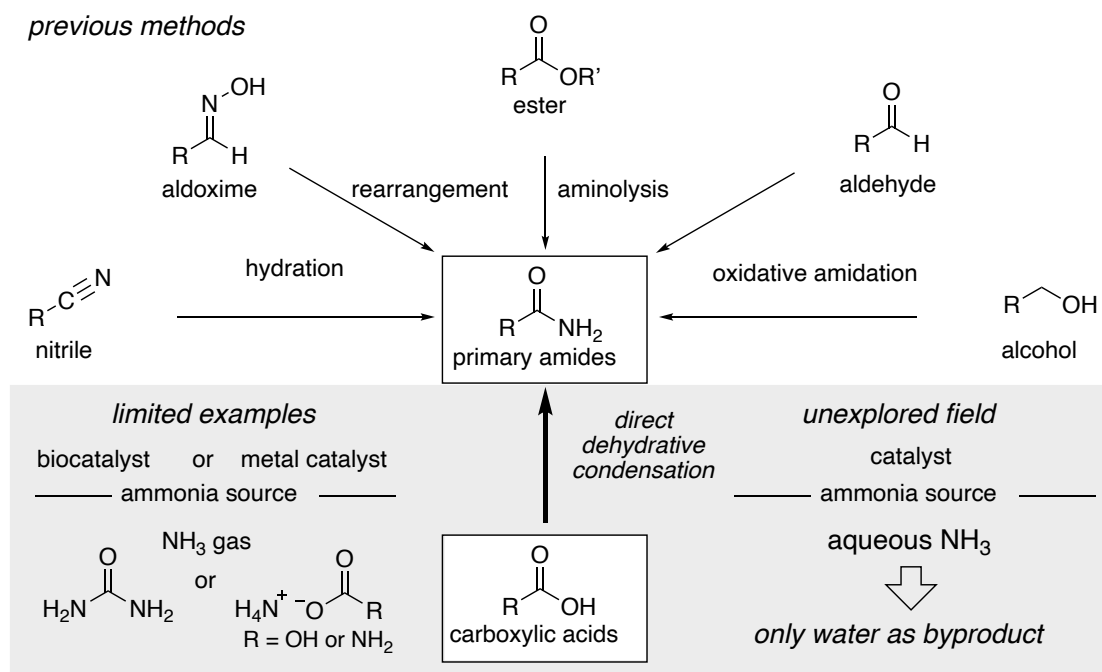 previous methods
O
R OR'
ester
N OH
R H
aldoxime
O
R H
aldehyde
rearrangement
aminolysis
hydration
oxidative amidation
R C N
nitrile
O
R NH2
primary amides
R OH
alcohol
limited examples
biocatalyst or metal catalyst
ammonia source
NH3 gas
or
O
H2N NH2
H4N+ −O O R
R = OH or NH2
direct
dehydrative
condensation
O
R OH
carboxylic acids
unexplored field
catalyst
ammonia source
aqueous NH3
only water as byproduct